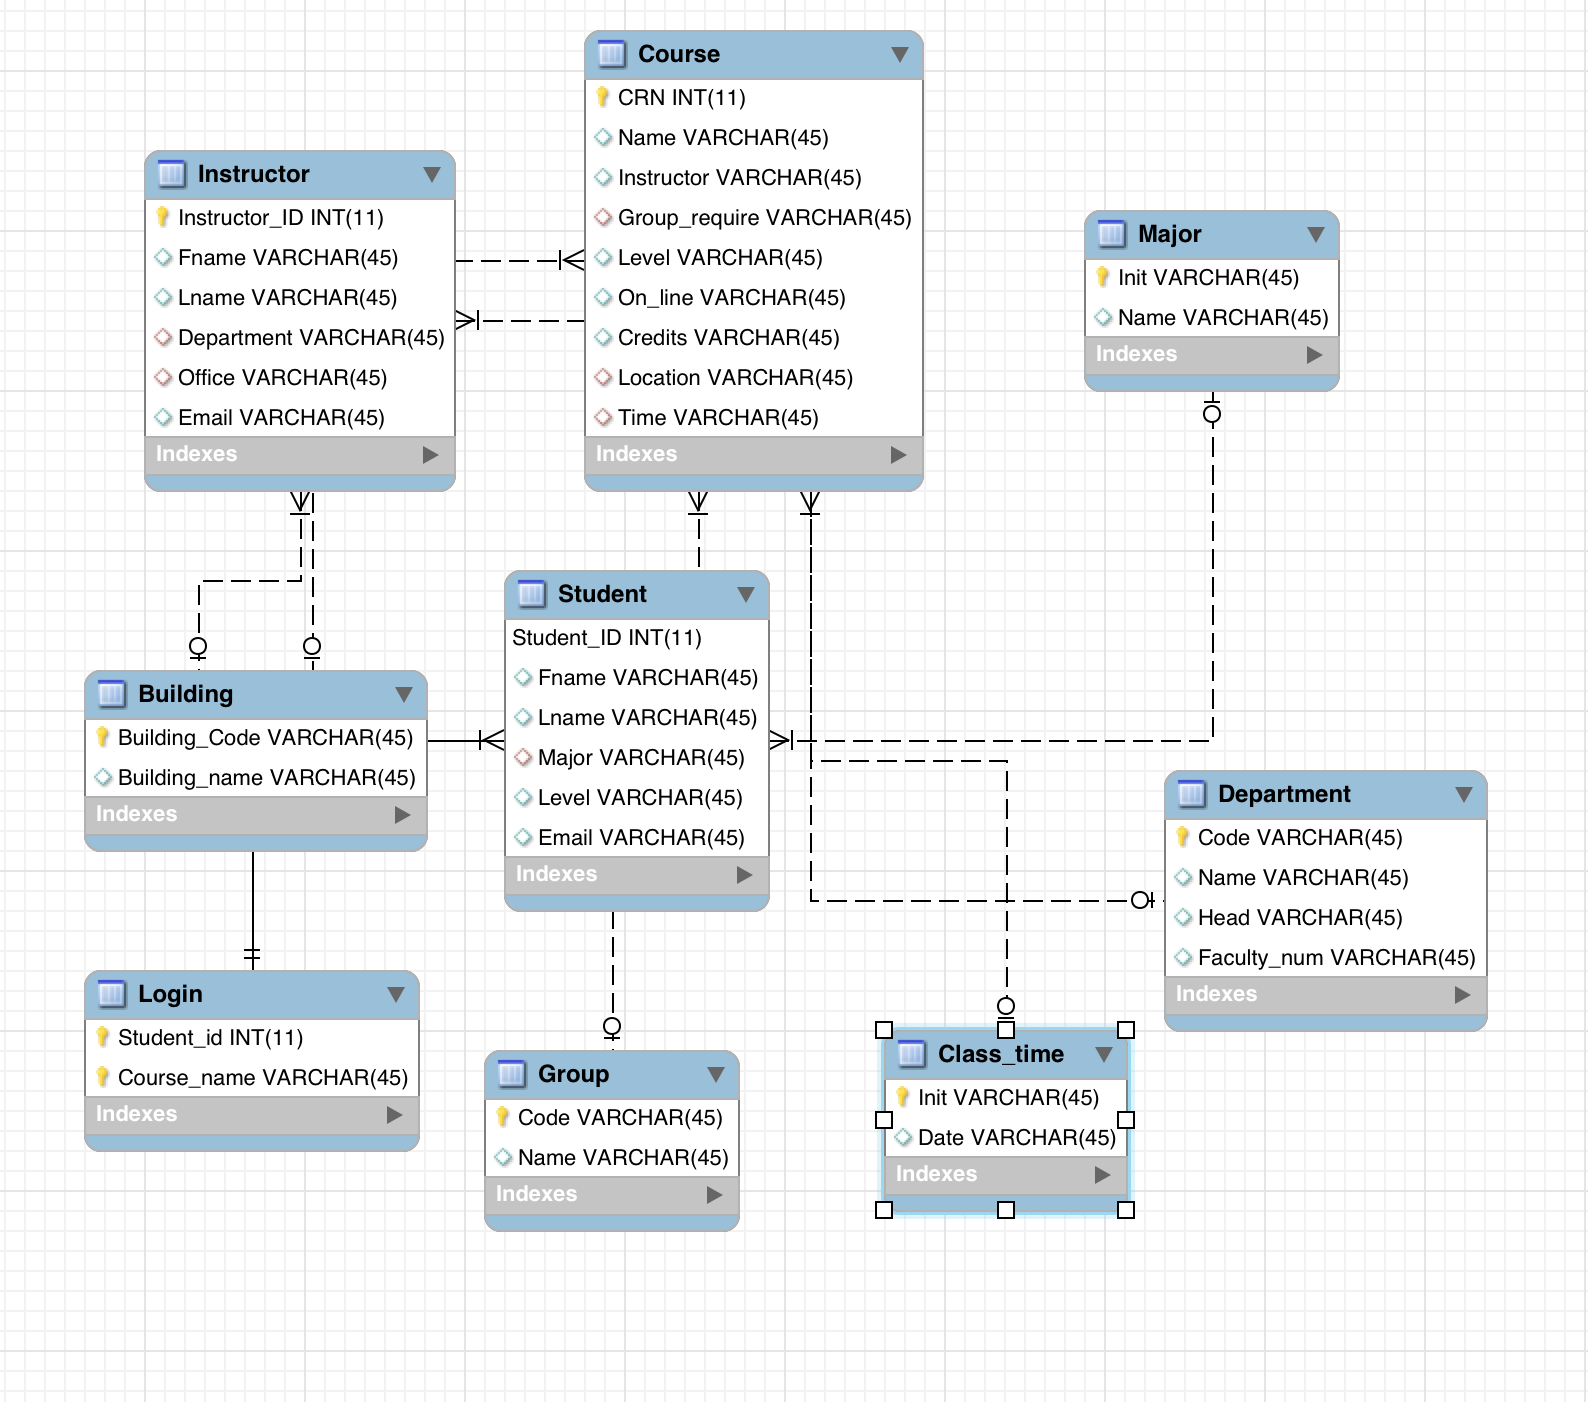 Course
CRN INT(11)
Name VARCHAR(45)
Instructor VARCHAR(45)
Group_require VARCHAR(45)
Level VARCHAR(45)
On_line VARCHAR(45)
Credits VARCHAR(45)
Location VARCHAR(45)
Time VARCHAR(45)
Indexes
Instructor
Instructor_ID INT(11)
Fname VARCHAR(45)
Lname VARCHAR(45)
Department VARCHAR(45)
Office VARCHAR(45)
Email VARCHAR(45)
Indexes
Major
Init VARCHAR(45)
Name VARCHAR(45)
Indexes
Student
Student_ID INT(11)
Fname VARCHAR(45)
Lname VARCHAR(45)
Major VARCHAR(45)
Level VARCHAR(45)
Email VARCHAR(45)
Indexes
Building
Building_Code VARCHAR(45)
Building_name VARCHAR(45)
Indexes
Department
Code VARCHAR(45)
Name VARCHAR(45)
Head VARCHAR(45)
Faculty_num VARCHAR(45)
Indexes
Login
Student_id INT(11)
Course_name VARCHAR(45)
Indexes
Group
Code VARCHAR(45)
Name VARCHAR(45)
Indexes
Class_time
Init VARCHAR(45)
Date VARCHAR(45)
Indexes